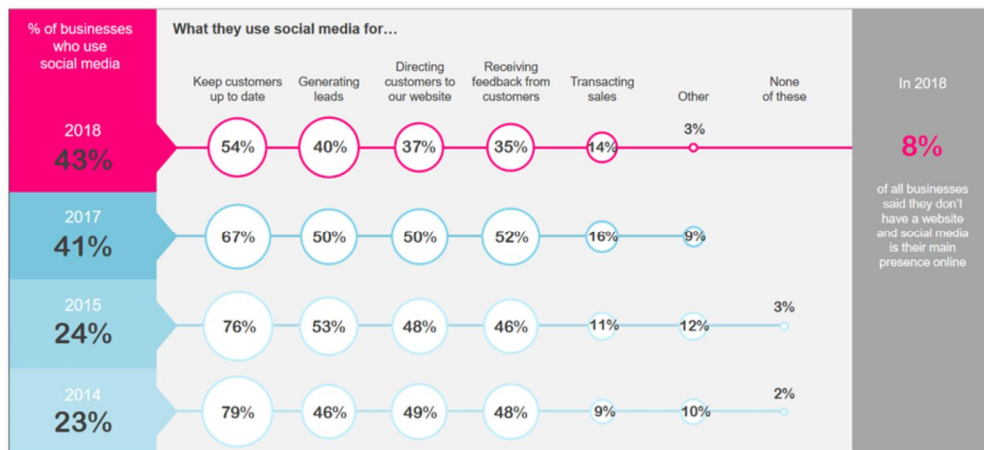 % of businesses
who use
social media
What they use social media for…
Keep customers
up to date
Generating
leads
Directing
customers to
our website
Receiving
feedback from
customers
Transacting
sales
Other
None
of these
In 2018
2018
43%
54%
40%
37%
35%
14%
3%
8%
of all businesses
said they don't
have a website
and social media
is their main
presence online
2017
41%
67%
50%
50%
52%
16%
9%
2015
24%
76%
53%
48%
46%
11%
12%
3%
2014
23%
79%
46%
49%
48%
9%
10%
2%